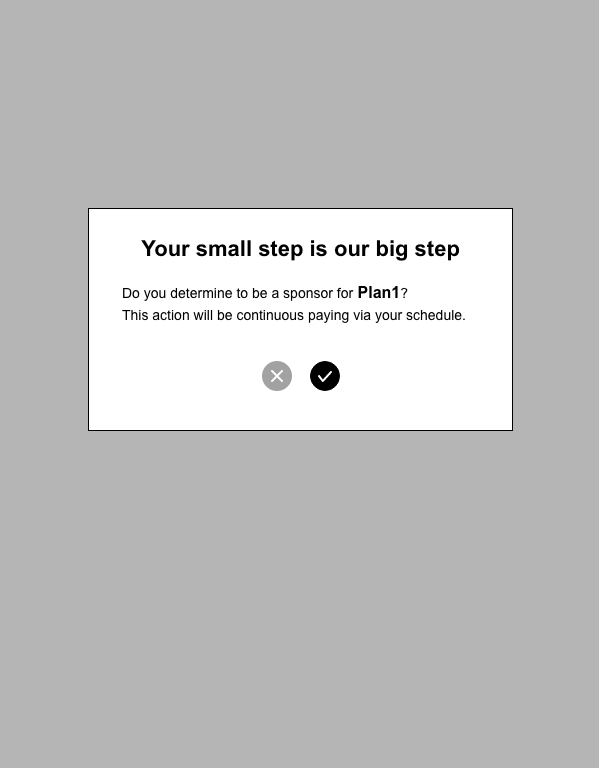 Your small step is our big step
Do you determine to be a sponsor for Plan1?
This action will be continuous paying via your schedule.